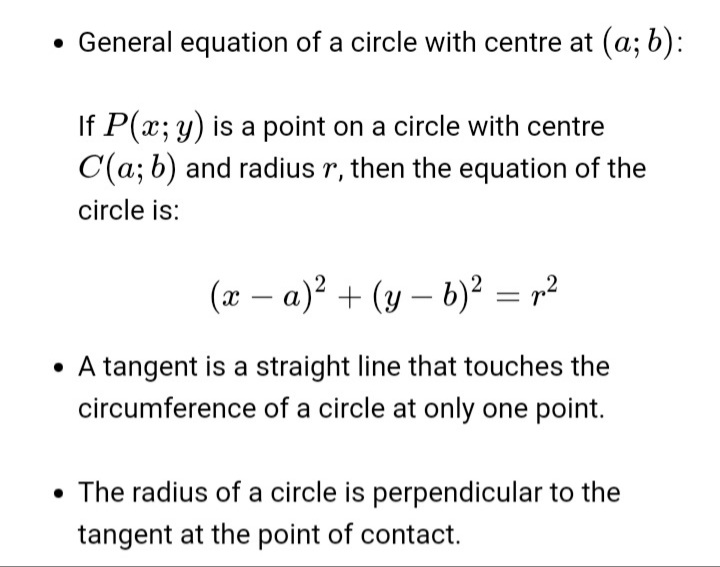 • General equation of a circle with centre at (a; b):
If P(x; y) is a point on a circle with centre
C(a; b) and radius r, then the equation of the
circle is:
(x − a)² + (y − b)² = r²
• A tangent is a straight line that touches the
circumference of a circle at only one point.
• The radius of a circle is perpendicular to the
tangent at the point of contact.